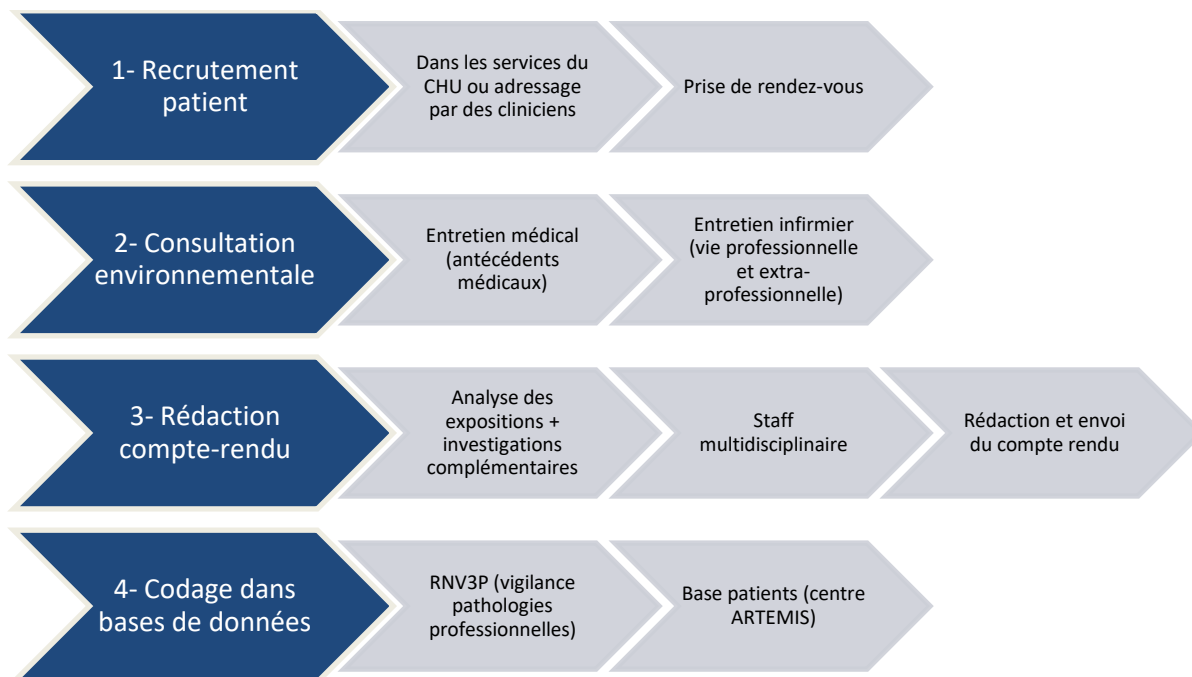 1- Recrutement
patient
Dans les services du
CHU ou adressage
par des cliniciens
Prise de rendez-vous
2- Consultation
environnementale
Entretien médical
(antécédents
médicaux)
Entretien infirmier
(vie professionnelle
et extra-
professionnelle)
3- Rédaction
compte-rendu
Analyse des
expositions +
investigations
complémentaires
Staff
multidisciplinaire
Rédaction et envoi
du compte rendu
4- Codage dans
bases de données
RNV3P (vigilance
pathologies
professionnelles)
Base patients (centre
ARTEMIS)